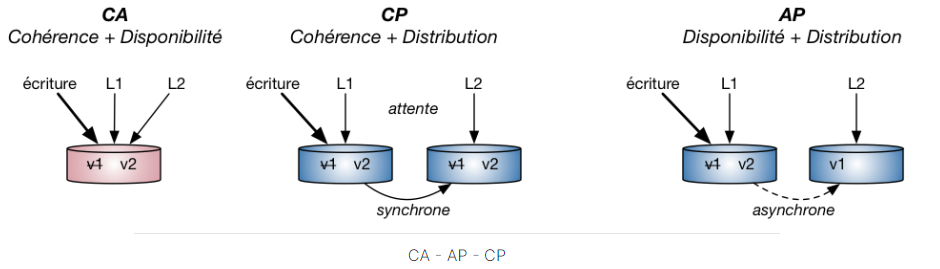 CA
Cohérence + Disponibilité
écriture L1 L2
v1 v2
CP
Cohérence + Distribution
écriture L1 L2
attente
v1 v2 v1 v2
synchrone
AP
Disponibilité + Distribution
écriture L1 L2
v1 v2 v1
asynchrone
CA - AP - CP